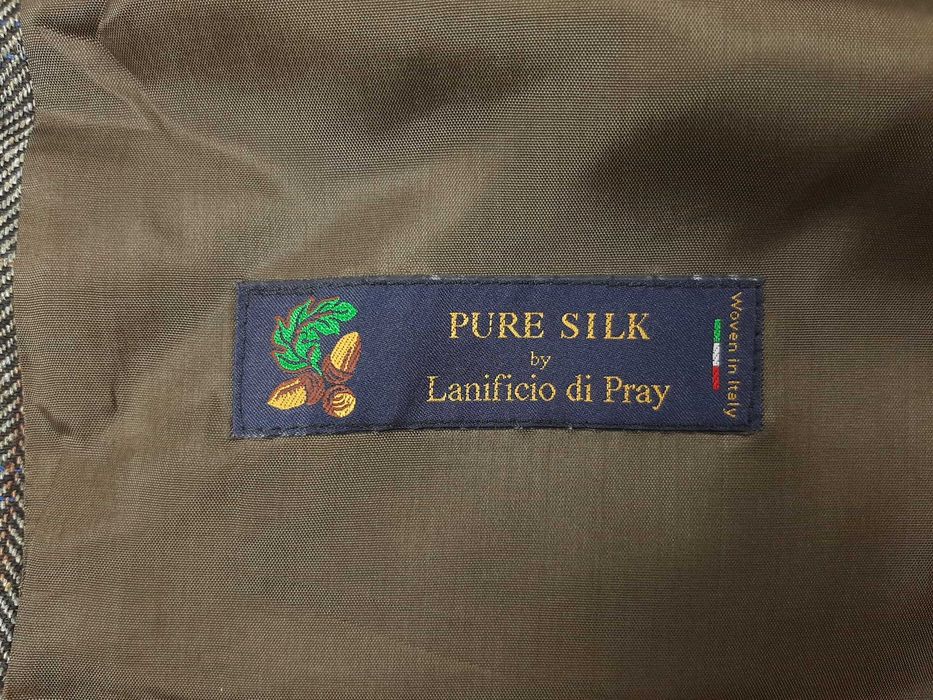 PURE SILK
by
Lanificio di Pray
Woven in Italy